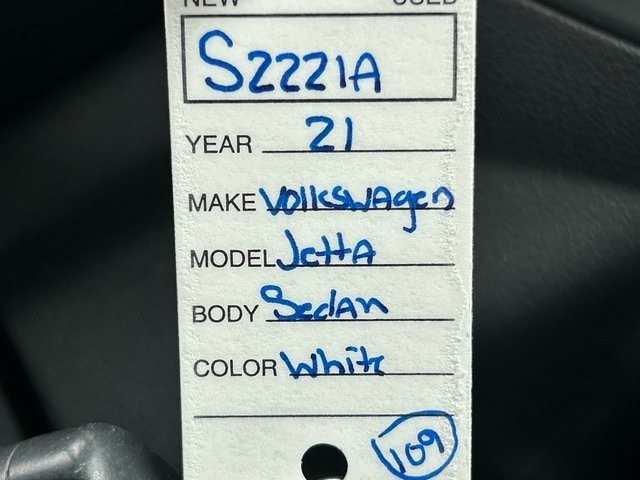 NEW USED
S2221A
YEAR 21
MAKE Volkswagen
MODEL Jetta
BODY Sedan
COLOR White
109